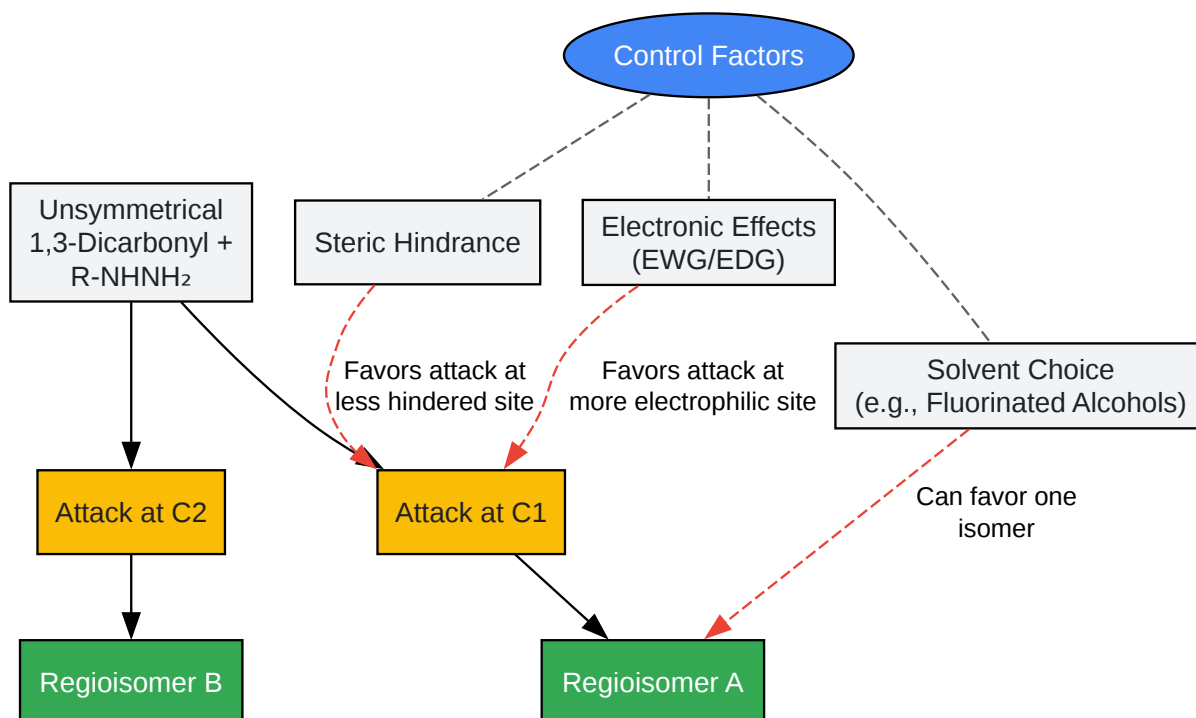 Control Factors
Unsymmetrical
1,3-Dicarbonyl +
R-NHNH₂
Steric Hindrance
Electronic Effects
(EWG/EDG)
Favors attack at
less hindered site
Favors attack at
more electrophilic site
Solvent Choice
(e.g., Fluorinated Alcohols)
Attack at C2
Attack at C1
Can favor one
isomer
Regioisomer B
Regioisomer A